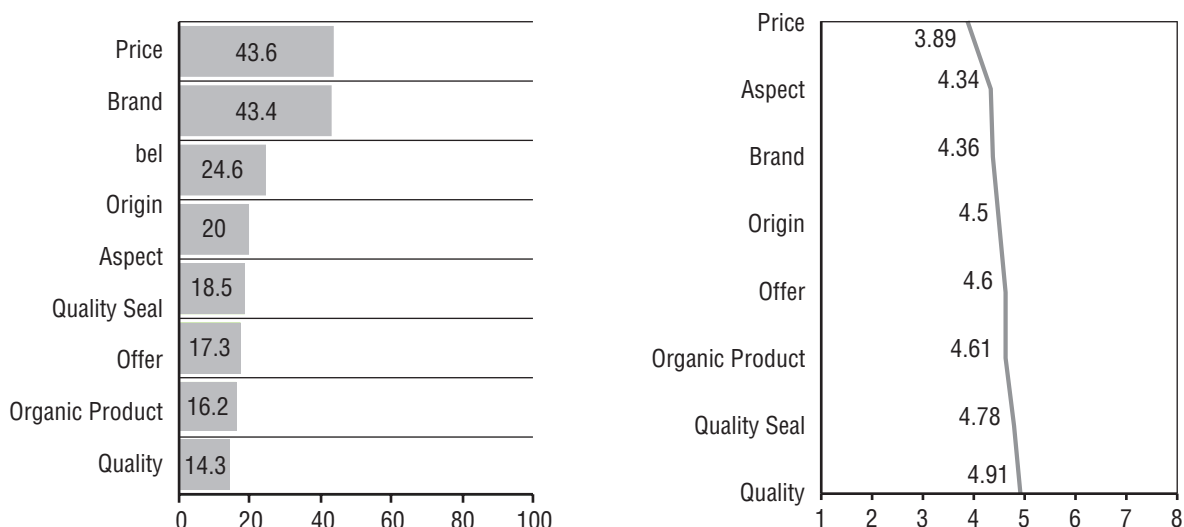 Price
43.6
Brand
43.4
bel
24.6
Origin
20
Aspect
18.5
Quality Seal
17.3
Offer
16.2
Organic Product
14.3
Quality
0 20 40 60 80 100
Price
3.89
Aspect
4.34
Brand
4.36
Origin
4.5
Offer
4.6
Organic Product
4.61
Quality Seal
4.78
Quality
4.91
1 2 3 4 5 6 7 8